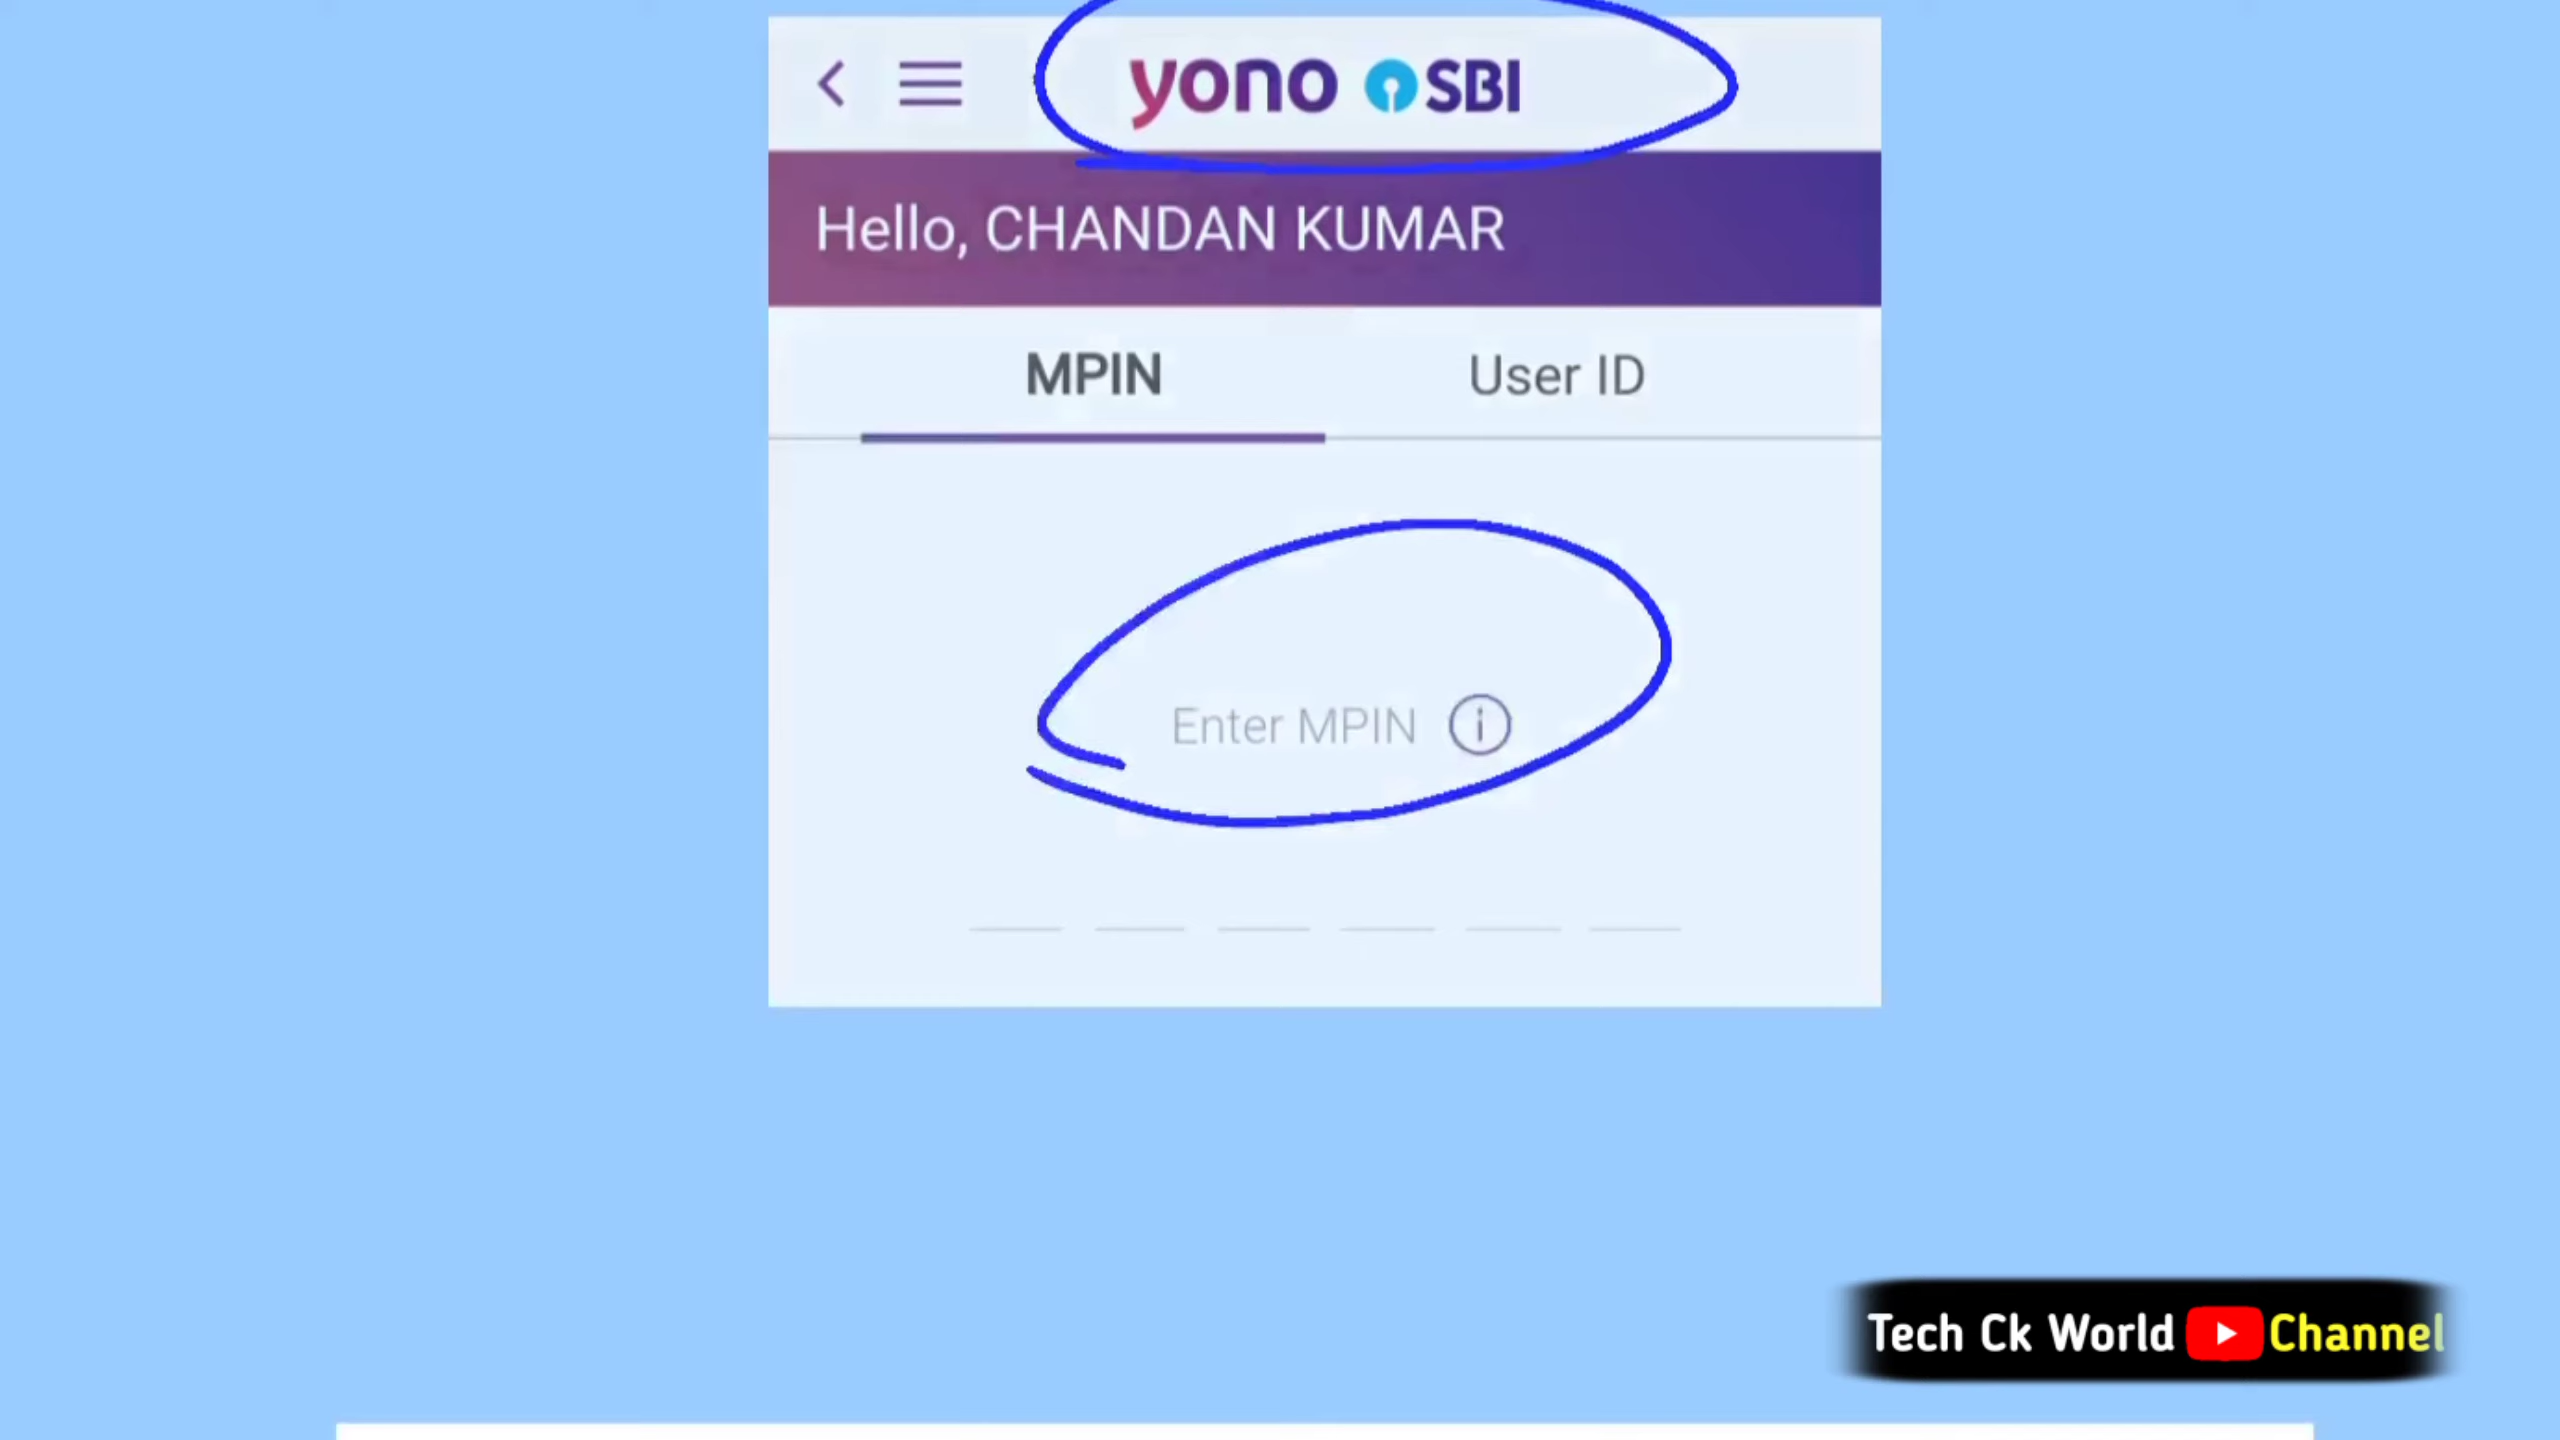 yono SBI
Hello, CHANDAN KUMAR
MPIN User ID
Enter MPIN
Tech Ck World Channel